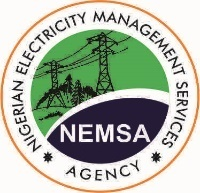 NIGERIAN ELECTRICITY MANAGEMENT SERVICES
NEMSA
AGENCY